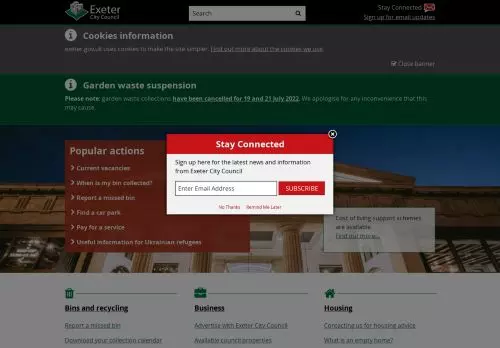 Exeter
City Council
Search
Stay Connected
Sign up for email updates
Cookies information
exeter.gov.uk uses cookies to make the site simpler. Find out more about the cookies we use.
Close banner
Garden waste suspension
Please note: garden waste collections have been cancelled for 19 and 21 July 2022. We apologise for any inconvenience that this
may cause.
Popular actions
Current vacancies
When is my bin collected?
Report a missed bin
Find a car park
Pay for a service
Useful information for Ukrainian refugees
Stay Connected
Sign up here for the latest news and information
from Exeter City Council
Enter Email Address
SUBSCRIBE
No Thanks
Remind Me Later
Cost of living support schemes
are available
Find out more...
Bins and recycling
Report a missed bin
Download your collection calendar
Business
Advertise with Exeter City Council
Available council properties
Housing
Contacting us for housing advice
What is an empty home?